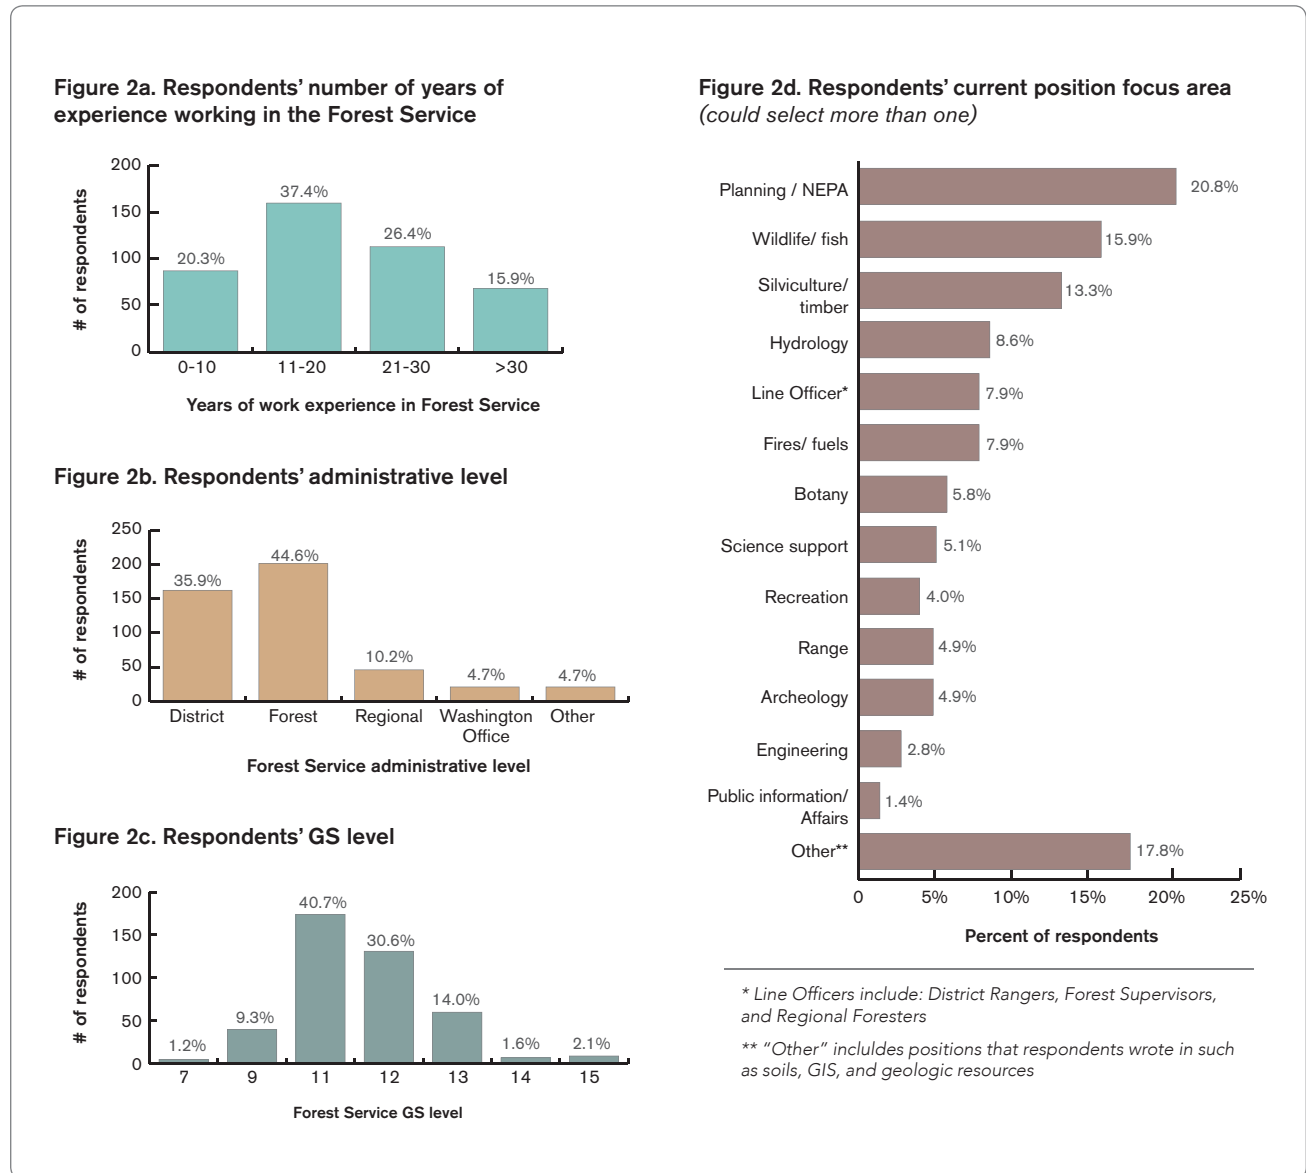 Figure 2a. Respondents' number of years of
experience working in the Forest Service
# of respondents
200
150
100
50
0
20.3%
37.4%
26.4%
15.9%
0-10
11-20
21-30
>30
Years of work experience in Forest Service
Figure 2b. Respondents' administrative level
# of respondents
250
200
150
100
50
0
35.9%
44.6%
10.2%
4.7%
4.7%
District
Forest
Regional
Washington
Office
Other
Forest Service administrative level
Figure 2c. Respondents' GS level
# of respondents
200
150
100
50
0
1.2%
9.3%
40.7%
30.6%
14.0%
1.6%
2.1%
7
9
11
12
13
14
15
Forest Service GS level
Figure 2d. Respondents' current position focus area
(could select more than one)
Planning / NEPA
20.8%
Wildlife/ fish
15.9%
Silviculture/
timber
13.3%
Hydrology
8.6%
Line Officer*
7.9%
Fires/ fuels
7.9%
Botany
5.8%
Science support
5.1%
Recreation
4.0%
Range
4.9%
Archeology
4.9%
Engineering
2.8%
Public information/
Affairs
1.4%
Other**
17.8%
0
5%
10%
15%
20%
25%
Percent of respondents
* Line Officers include: District Rangers, Forest Supervisors,
and Regional Foresters
** "Other" incluldes positions that respondents wrote in such
as soils, GIS, and geologic resources